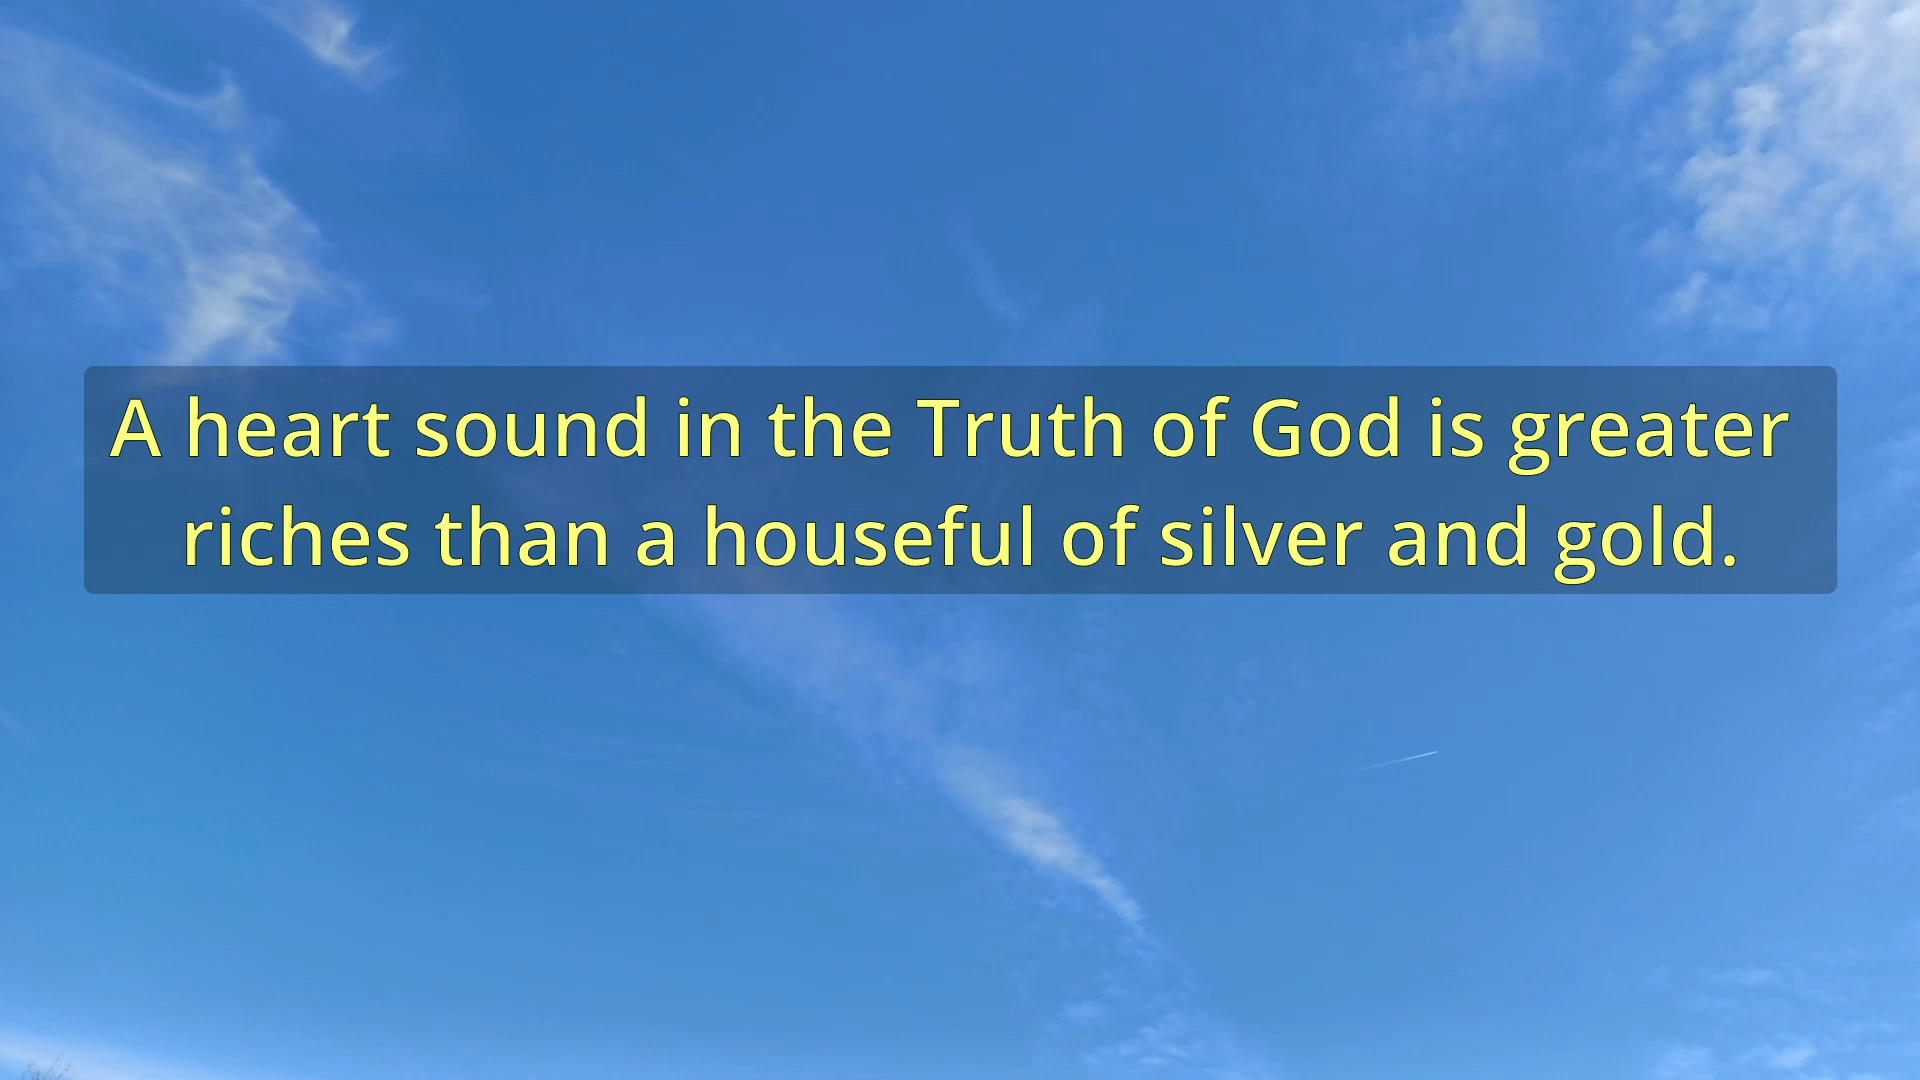 A heart sound in the Truth of God is greater
riches than a houseful of silver and gold.